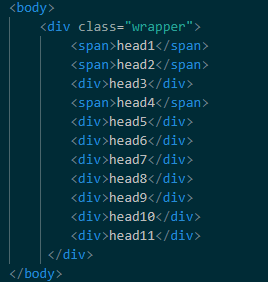 <body>
<div class="wrapper">
<span>head1</span>
<span>head2</span>
<div>head3</div>
<span>head4</span>
<div>head5</div>
<div>head6</div>
<div>head7</div>
<div>head8</div>
<div>head9</div>
<div>head10</div>
<div>head11</div>
</div>
</body>